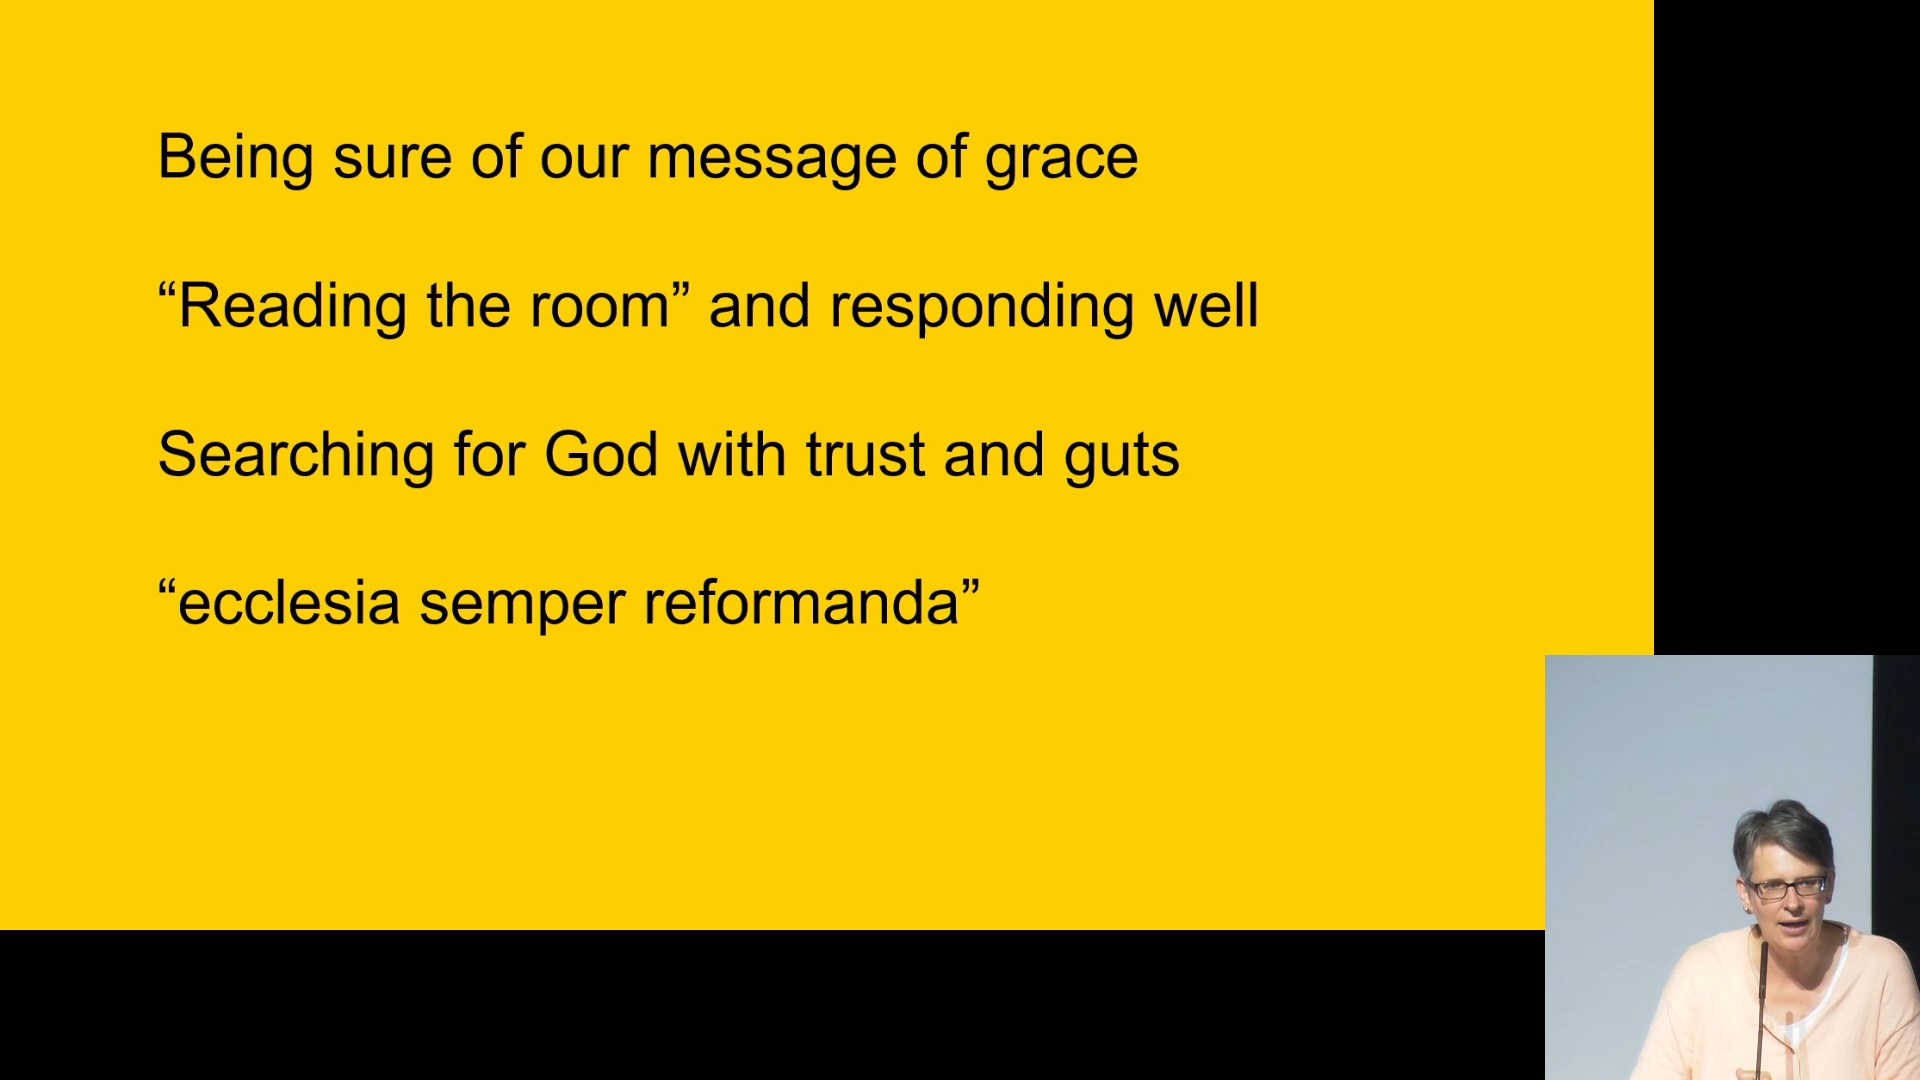 Being sure of our message of grace
“Reading the room” and responding well
Searching for God with trust and guts
“ecclesia semper reformanda”